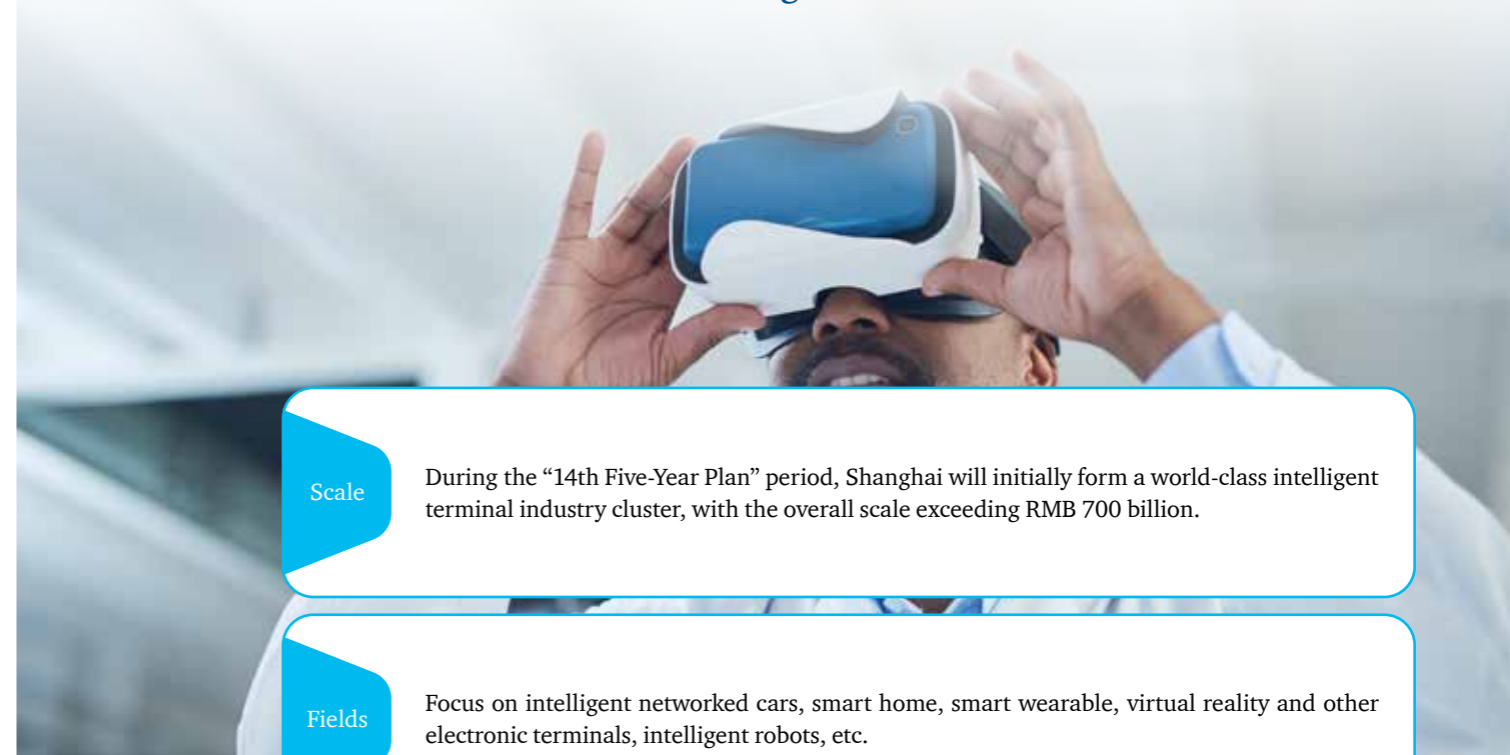 Scale
During the “14th Five-Year Plan” period, Shanghai will initially form a world-class intelligent
terminal industry cluster, with the overall scale exceeding RMB 700 billion.
Fields
Focus on intelligent networked cars, smart home, smart wearable, virtual reality and other
electronic terminals, intelligent robots, etc.